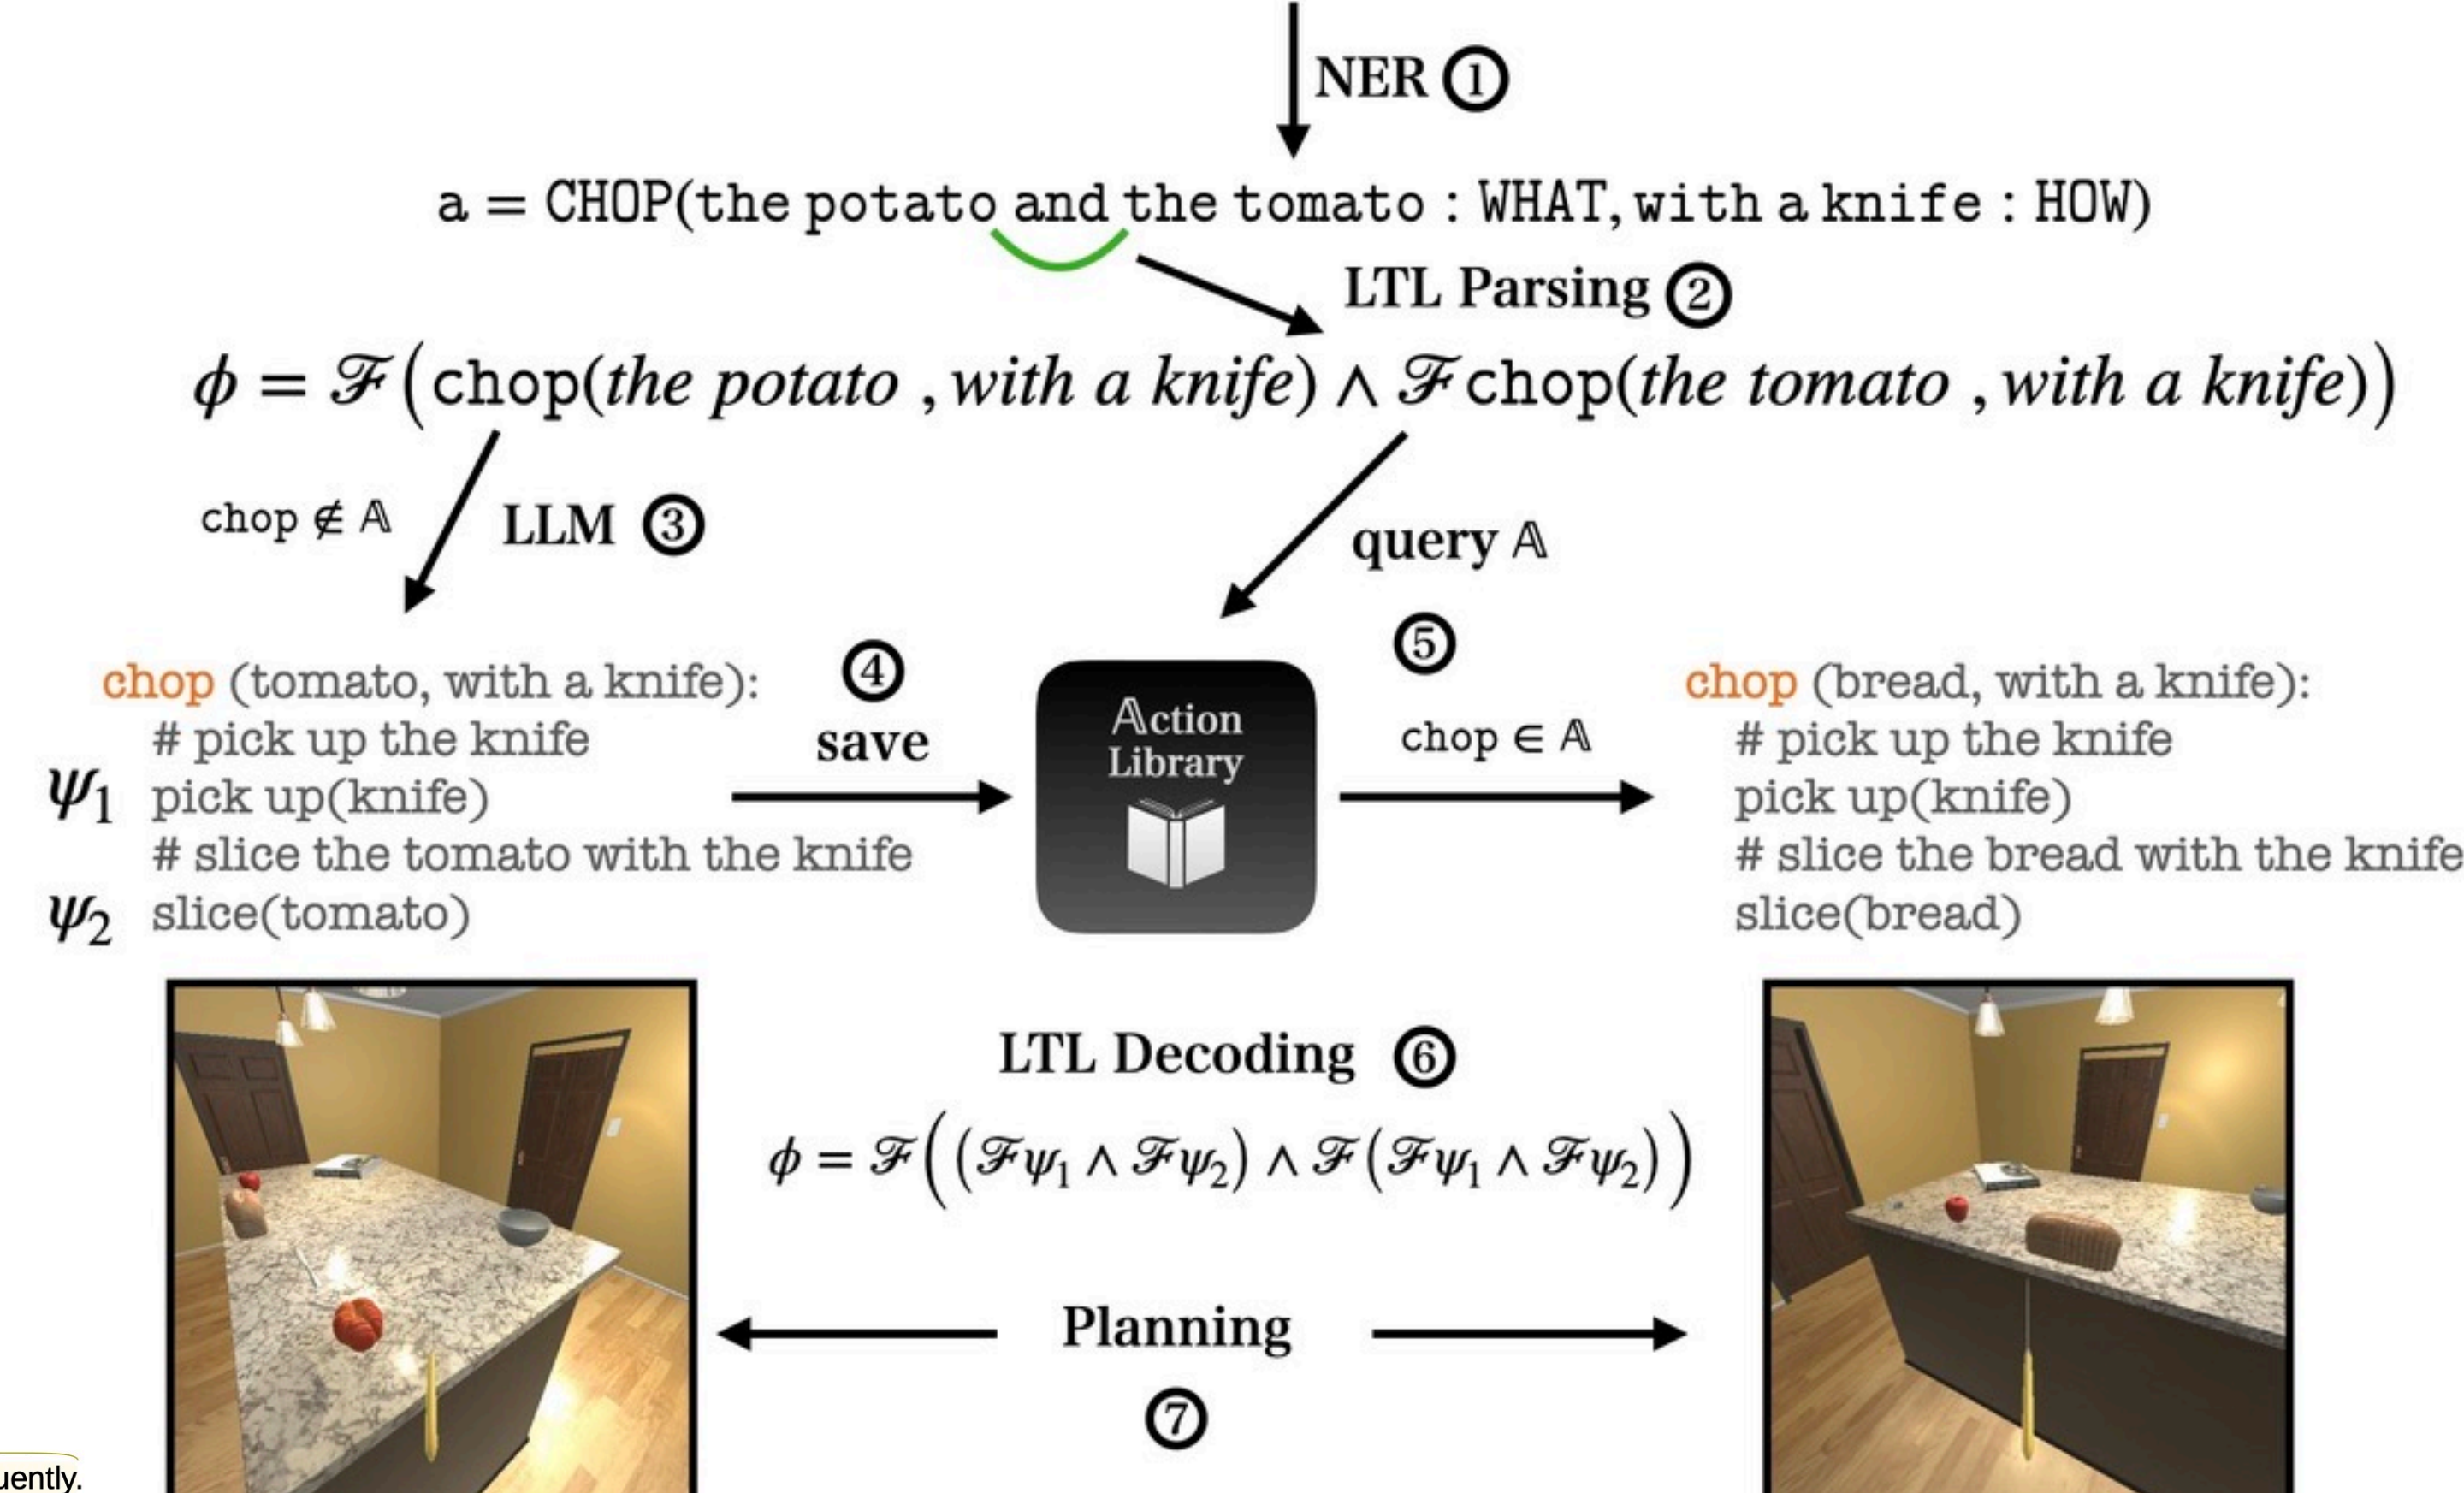 NER ①
a = CHOP(the potato and the tomato : WHAT, with a knife : HOW)
LTL Parsing ②
ϕ = ℱ(chop(the potato , with a knife) ∧ ℱ chop(the tomato , with a knife))
chop ∉ 𝔸
LLM ③
query 𝔸
chop (tomato, with a knife):
# pick up the knife
ψ₁ pick up(knife)
# slice the tomato with the knife
ψ₂ slice(tomato)
④
save
𝔸ction
Library
⑤
chop ∈ 𝔸
chop (bread, with a knife):
# pick up the knife
pick up(knife)
# slice the bread with the knife
slice(bread)
LTL Decoding ⑥
ϕ = ℱ((ℱψ₁ ∧ ℱψ₂) ∧ ℱ(ℱψ₁ ∧ ℱψ₂))
Planning
⑦